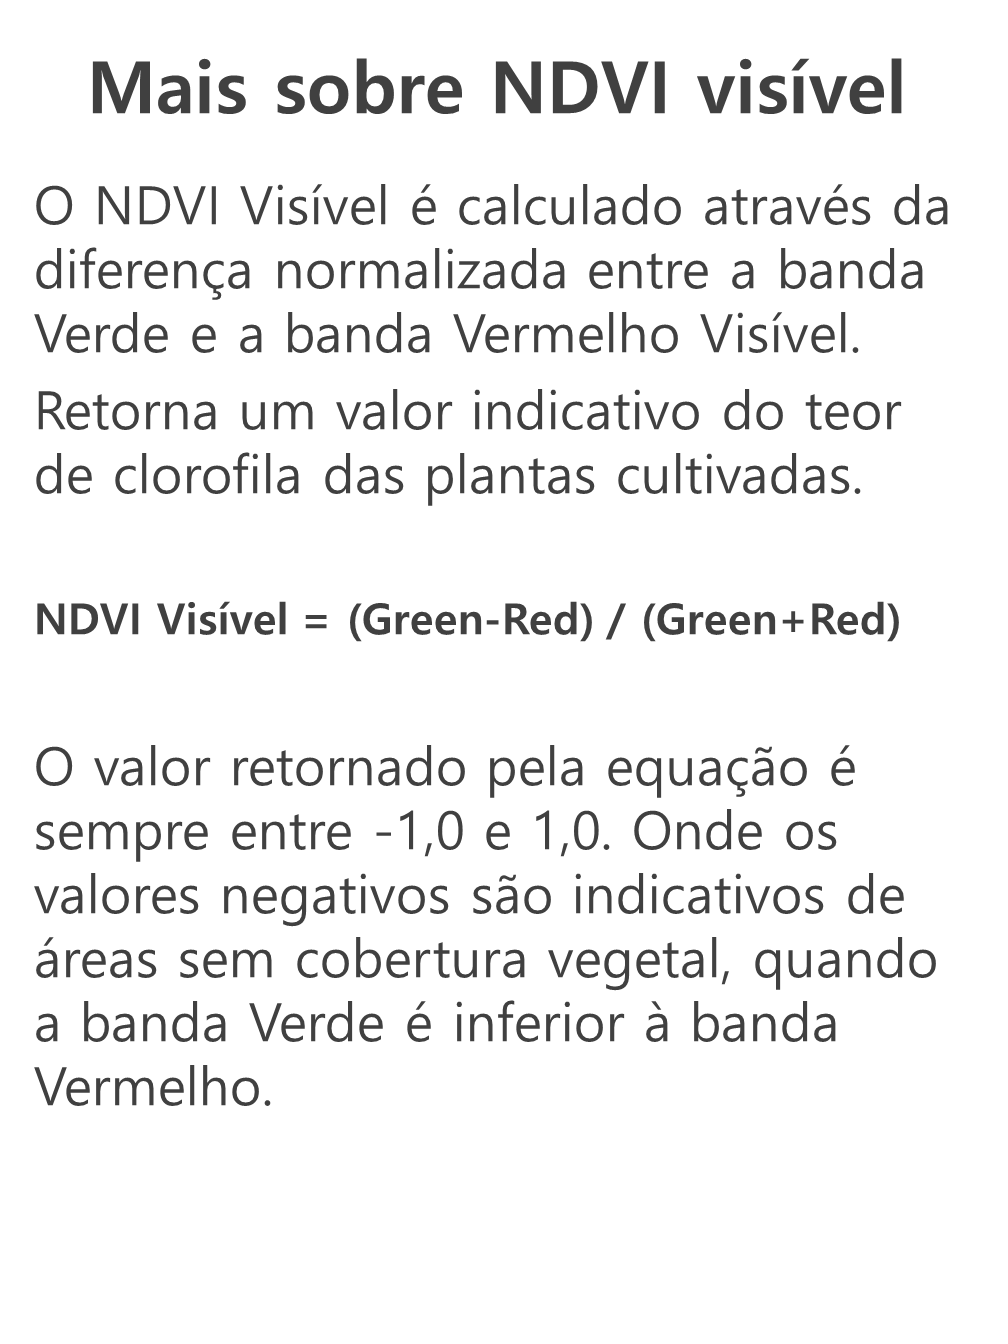 Mais sobre NDVI visível
O NDVI Visível é calculado através da
diferença normalizada entre a banda
Verde e a banda Vermelho Visível.
Retorna um valor indicativo do teor
de clorofila das plantas cultivadas.
NDVI Visível = (Green-Red) / (Green+Red)
O valor retornado pela equação é
sempre entre -1,0 e 1,0. Onde os
valores negativos são indicativos de
áreas sem cobertura vegetal, quando
a banda Verde é inferior à banda
Vermelho.